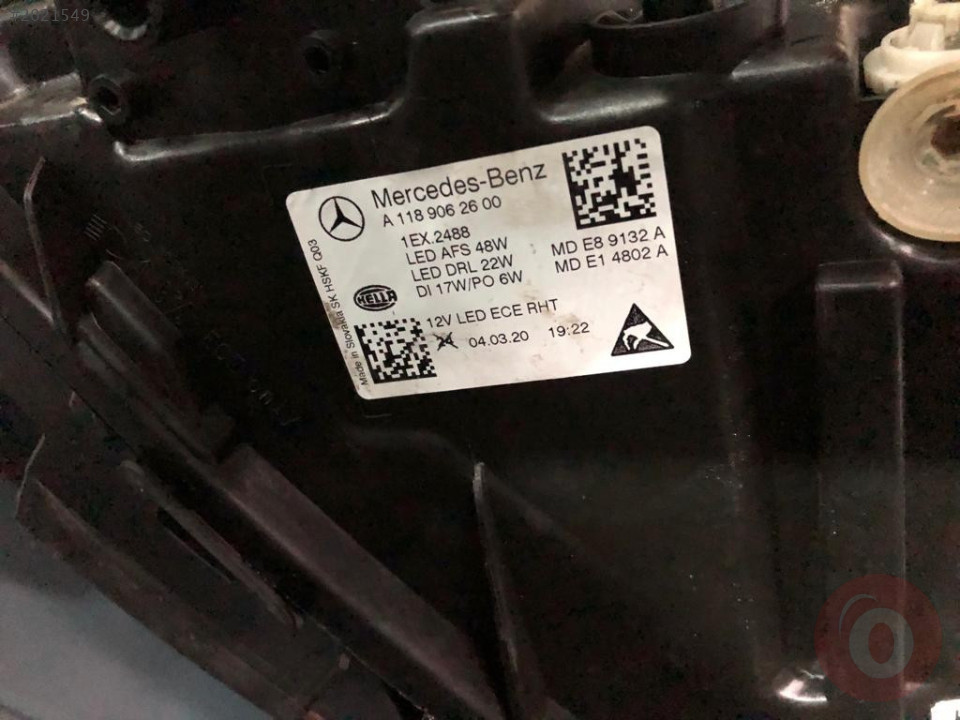 Mercedes-Benz
A 118 906 26 00
1EX.2488
LED AFS 48W
LED DRL 22W
DI 17W/PO 6W
MD E8 9132 A
MD E1 4802 A
HELLA
12V LED ECE RHT
24 04.03.20 19:22
Made in Slovakia SK HSKF Q03